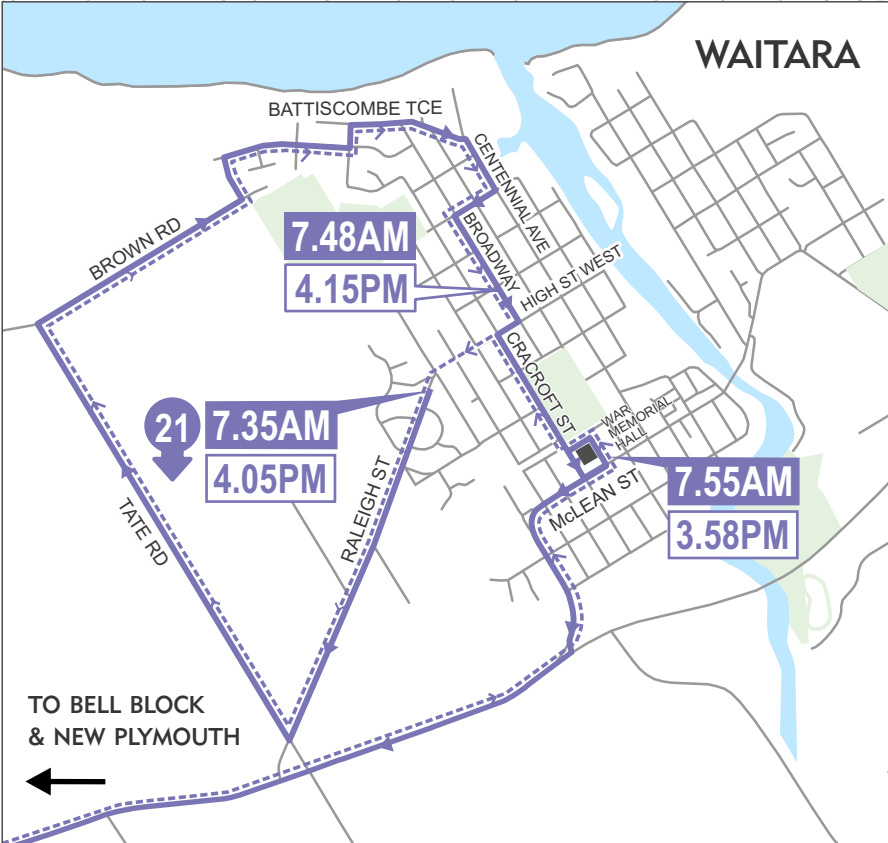 WAITARA
BATTISCOMBE TCE
CENTENNIAL AVE
BROWN RD
7.48AM
4.15PM
BROADWAY
HIGH ST WEST
CRACROFT ST
WAR
MEMORIAL
HALL
21
7.35AM
4.05PM
RALEIGH ST
TATE RD
McLEAN ST
7.55AM
3.58PM
TO BELL BLOCK
& NEW PLYMOUTH